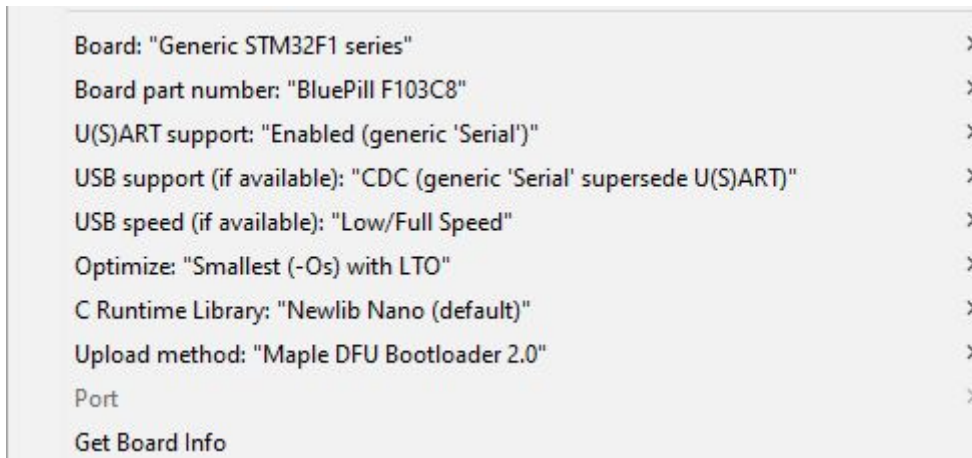 Board: "Generic STM32F1 series"
Board part number: "BluePill F103C8"
U(S)ART support: "Enabled (generic 'Serial')"
USB support (if available): "CDC (generic 'Serial' supersede U(S)ART)"
USB speed (if available): "Low/Full Speed"
Optimize: "Smallest (-Os) with LTO"
C Runtime Library: "Newlib Nano (default)"
Upload method: "Maple DFU Bootloader 2.0"
Port
Get Board Info